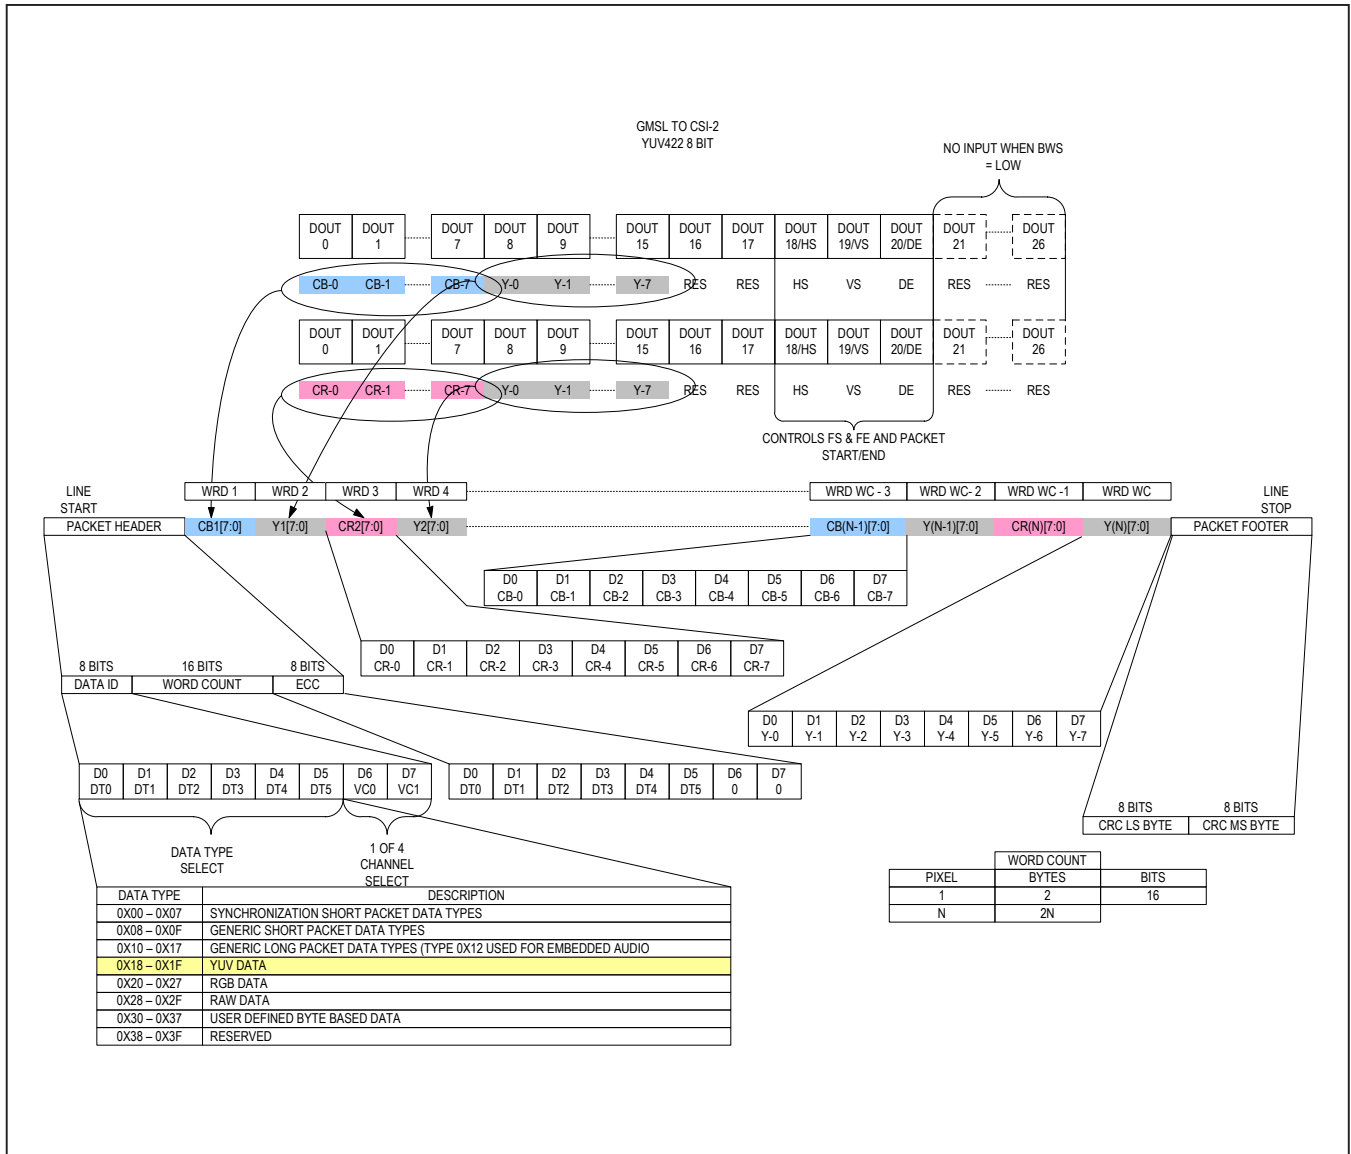 GMSL TO CSI-2
YUV422 8 BIT
NO INPUT WHEN BWS
= LOW
DOUT 0 DOUT 1 DOUT 7 DOUT 8 DOUT 9 DOUT 15 DOUT 16 DOUT 17 DOUT 18/HS DOUT 19/VS DOUT 20/DE DOUT 21 DOUT 26
CB-0 CB-1 CB-7 Y-0 Y-1 Y-7 RES RES HS VS DE RES RES
DOUT 0 DOUT 1 DOUT 7 DOUT 8 DOUT 9 DOUT 15 DOUT 16 DOUT 17 DOUT 18/HS DOUT 19/VS DOUT 20/DE DOUT 21 DOUT 26
CR-0 CR-1 CR-7 Y-0 Y-1 Y-7 RES RES HS VS DE RES RES
CONTROLS FS & FE AND PACKET
START/END
LINE
START
WRD 1 WRD 2 WRD 3 WRD 4 WRD WC - 3 WRD WC- 2 WRD WC -1 WRD WC
LINE
STOP
PACKET HEADER CB1[7:0] Y1[7:0] CR2[7:0] Y2[7:0] CB(N-1)[7:0] Y(N-1)[7:0] CR(N)[7:0] Y(N)[7:0] PACKET FOOTER
D0 D1 D2 D3 D4 D5 D6 D7
CB-0 CB-1 CB-2 CB-3 CB-4 CB-5 CB-6 CB-7
D0 D1 D2 D3 D4 D5 D6 D7
CR-0 CR-1 CR-2 CR-3 CR-4 CR-5 CR-6 CR-7
8 BITS 16 BITS 8 BITS
DATA ID WORD COUNT ECC
D0 D1 D2 D3 D4 D5 D6 D7
Y-0 Y-1 Y-2 Y-3 Y-4 Y-5 Y-6 Y-7
D0 D1 D2 D3 D4 D5 D6 D7
DT0 DT1 DT2 DT3 DT4 DT5 VC0 VC1
D0 D1 D2 D3 D4 D5 D6 D7
DT0 DT1 DT2 DT3 DT4 DT5 0 0
8 BITS 8 BITS
CRC LS BYTE CRC MS BYTE
DATA TYPE
SELECT
1 OF 4
CHANNEL
SELECT
WORD COUNT
PIXEL BYTES BITS
1 2 16
N 2N
DATA TYPE DESCRIPTION
0X00 – 0X07 SYNCHRONIZATION SHORT PACKET DATA TYPES
0X08 – 0X0F GENERIC SHORT PACKET DATA TYPES
0X10 – 0X17 GENERIC LONG PACKET DATA TYPES (TYPE 0X12 USED FOR EMBEDDED AUDIO
0X18 – 0X1F YUV DATA
0X20 – 0X27 RGB DATA
0X28 – 0X2F RAW DATA
0X30 – 0X37 USER DEFINED BYTE BASED DATA
0X38 – 0X3F RESERVED